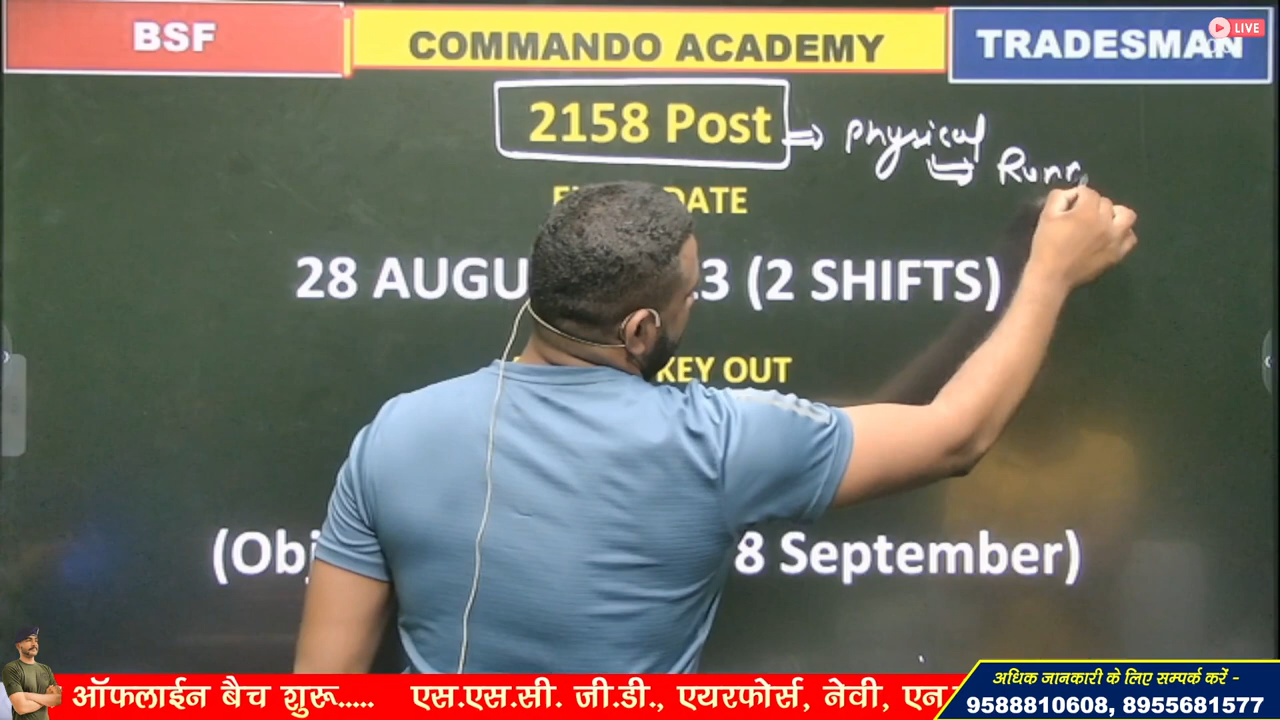 BSF
COMMANDO ACADEMY
TRADESMAN
LIVE
2158 Post
⇒ Physical
Runn
DATE
28 AUGU 3 (2 SHIFTS)
KEY OUT
(Obj 8 September)
ऑफलाईन बैच शुरू..... एस.एस.सी. जी.डी., एयरफोर्स, नेवी, एन
अधिक जानकारी के लिए सम्पर्क करें -
9588810608, 8955681577